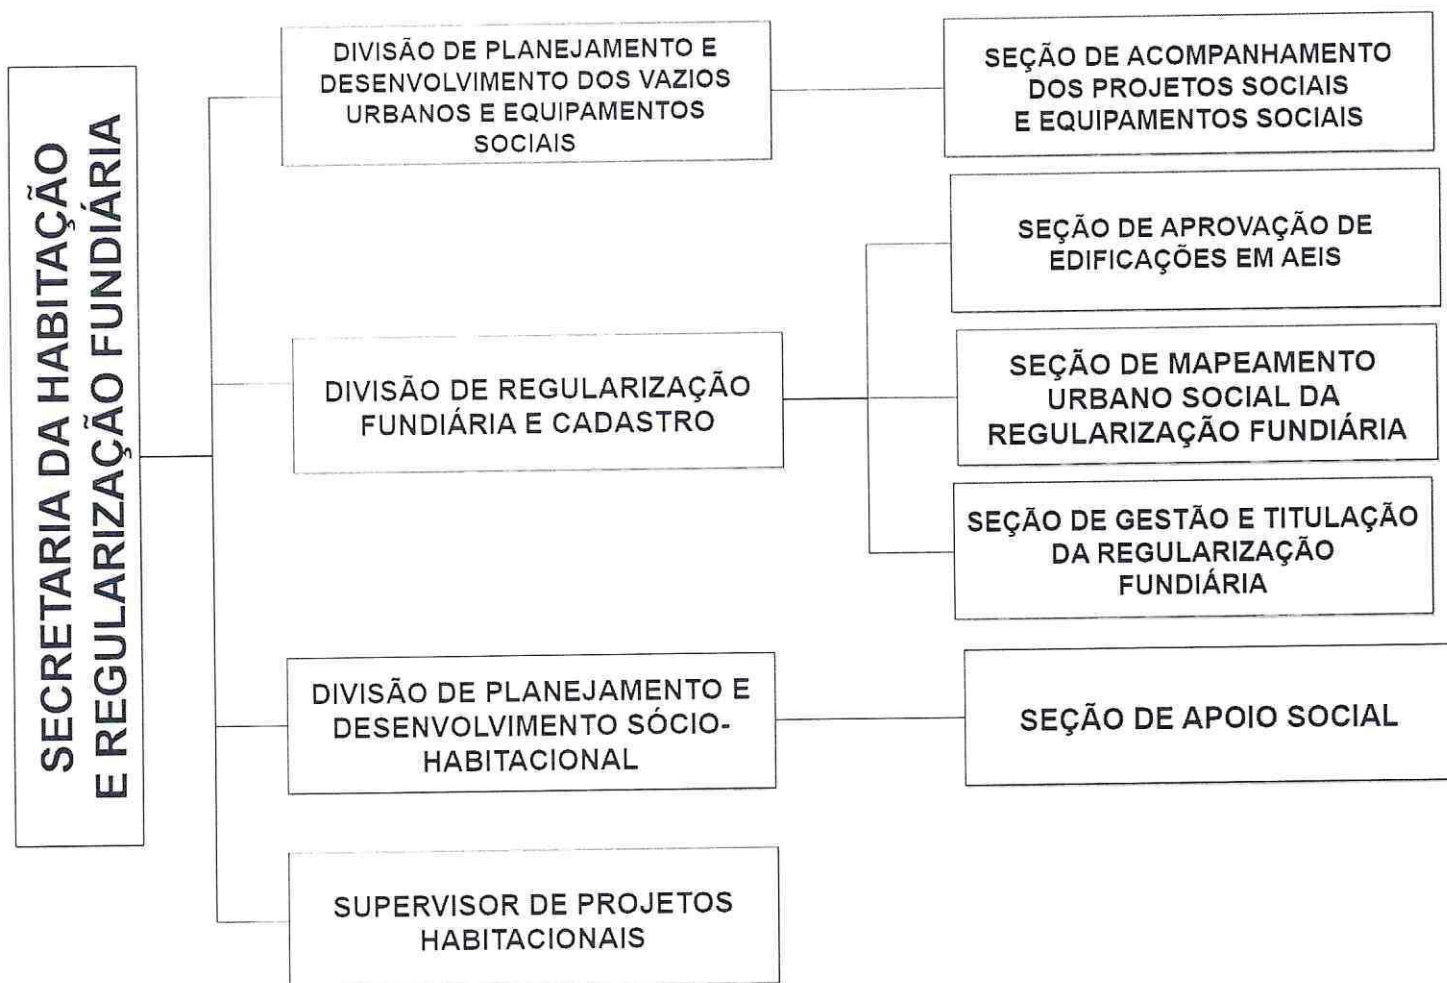 SECRETARIA DA HABITAÇÃO
E REGULARIZAÇÃO FUNDIÁRIA
DIVISÃO DE PLANEJAMENTO E
DESENVOLVIMENTO DOS VAZIOS
URBANOS E EQUIPAMENTOS
SOCIAIS
SEÇÃO DE ACOMPANHAMENTO
DOS PROJETOS SOCIAIS
E EQUIPAMENTOS SOCIAIS
DIVISÃO DE REGULARIZAÇÃO
FUNDIÁRIA E CADASTRO
SEÇÃO DE APROVAÇÃO DE
EDIFICAÇÕES EM AEIS
SEÇÃO DE MAPEAMENTO
URBANO SOCIAL DA
REGULARIZAÇÃO FUNDIÁRIA
SEÇÃO DE GESTÃO E TITULAÇÃO
DA REGULARIZAÇÃO
FUNDIÁRIA
DIVISÃO DE PLANEJAMENTO E
DESENVOLVIMENTO SÓCIO-
HABITACIONAL
SEÇÃO DE APOIO SOCIAL
SUPERVISOR DE PROJETOS
HABITACIONAIS